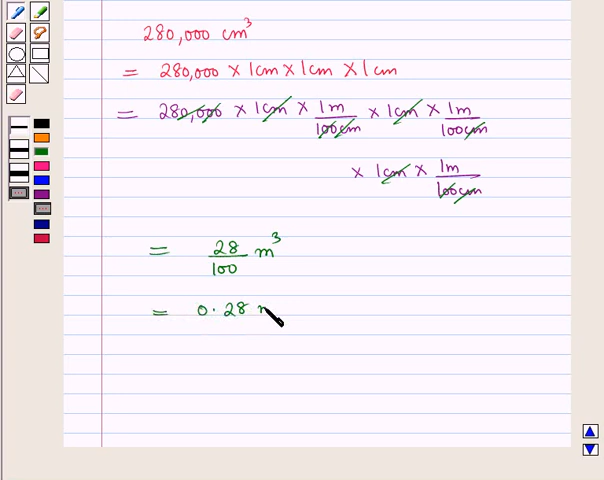 280,000 cm³
= 280,000 × 1cm × 1cm × 1cm
= 280,000 × 1cm × 1m/100cm × 1cm × 1m/100cm
× 1cm × 1m/100cm
= 28/100 m³
= 0.28